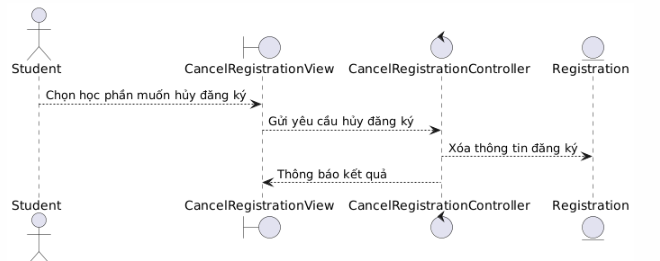 Student CancelRegistrationView CancelRegistrationController Registration
Chọn học phần muốn hủy đăng ký
Gửi yêu cầu hủy đăng ký
Xóa thông tin đăng ký
Thông báo kết quả
Student CancelRegistrationView CancelRegistrationController Registration